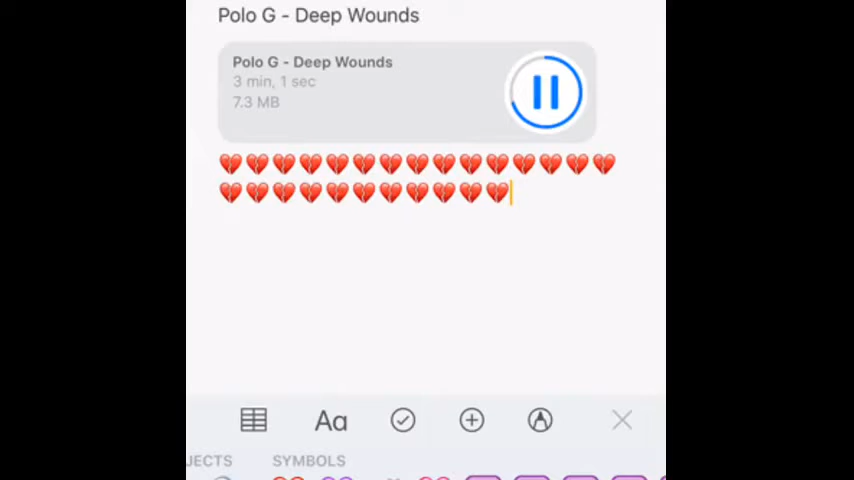 Polo G - Deep Wounds
Polo G - Deep Wounds
3 min, 1 sec
7.3 MB
💔💔💔💔💔💔💔💔💔💔💔💔💔💔💔
💔💔💔💔💔💔💔💔💔💔💔
Aa
JECTS SYMBOLS